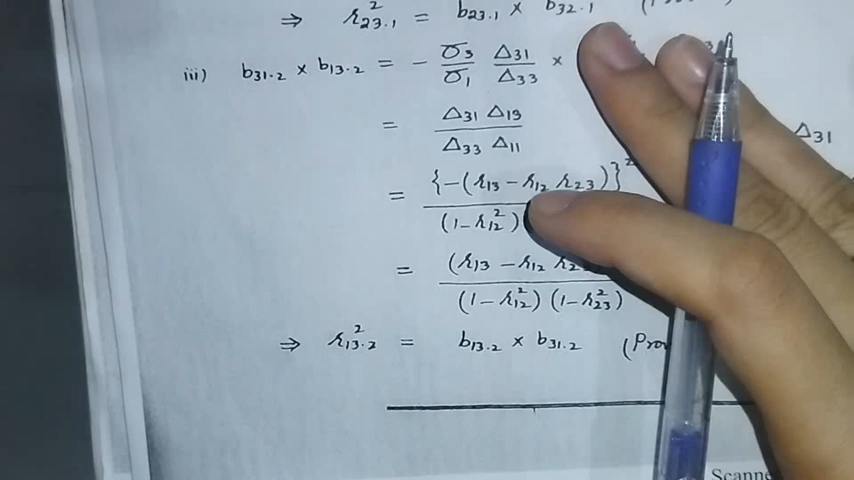 ⇒ r²₂₃.₁ = b₂₃.₁ × b₃₂.₁
iii) b₃₁.₂ × b₁₃.₂ = − σ₃/σ₁ Δ₃₁/Δ₃₃ ×
= Δ₃₁ Δ₁₃ / Δ₃₃ Δ₁₁ Δ₃₁
= {−(r₁₃ − r₁₂ r₂₃)}² / (1 − r²₁₂)
= (r₁₃ − r₁₂ / (1 − r²₁₂) (1 − r²₂₃)
⇒ r²₁₃.₂ = b₁₃.₂ × b₃₁.₂ (Pro
Scanne